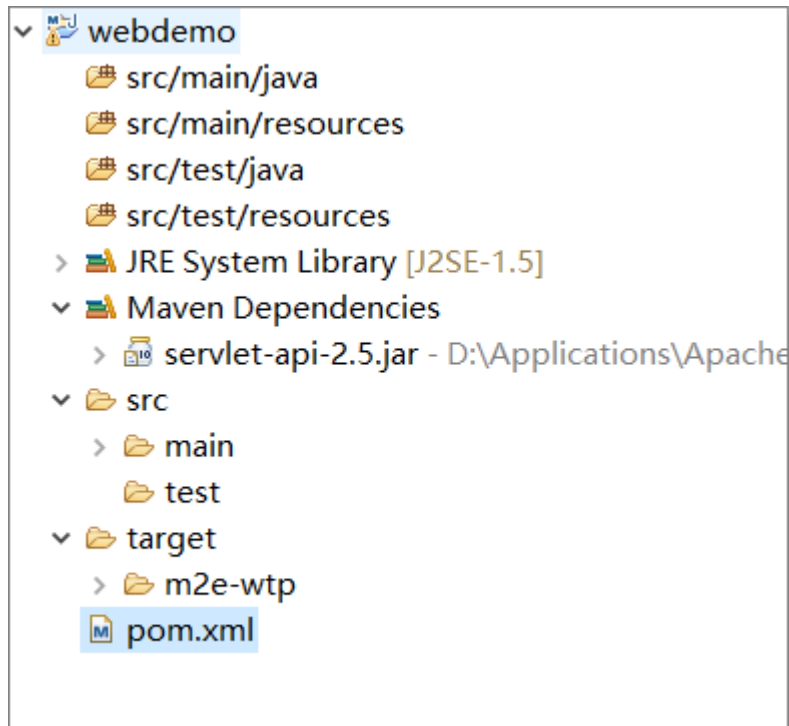 webdemo
src/main/java
src/main/resources
src/test/java
src/test/resources
JRE System Library [J2SE-1.5]
Maven Dependencies
servlet-api-2.5.jar - D:\Applications\Apache
src
main
test
target
m2e-wtp
pom.xml